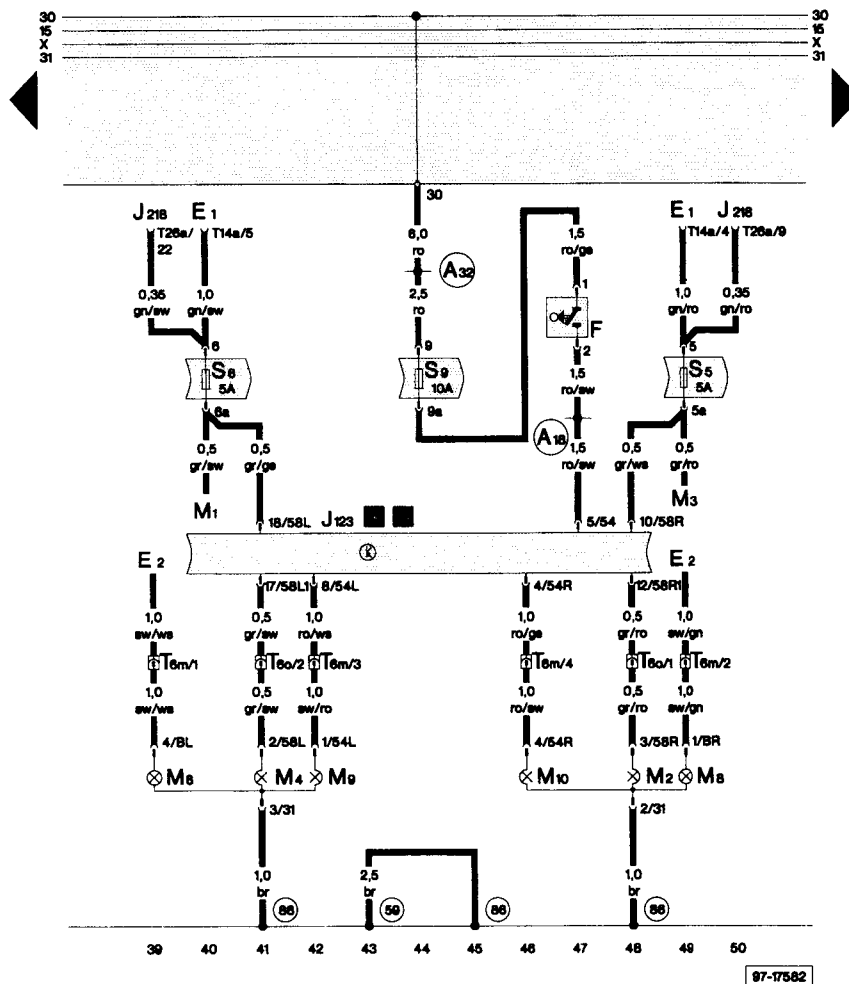 30 30
15 15
X X
31 31
30
J 218 E 1 E 1 J 218
T26a/ T14a/5 T14a/4 T26a/9
22
6,0
ro
A32
1,5
ro/ge
0,35 1,0 2,5 1 1,0 0,35
gn/sw gn/sw ro gn/ro gn/ro
F
6 9 2 5
S6 S9 S5
5A 10A 1,5 5A
ro/sw
6a 9a 5a
A18
0,5 0,5 1,5 0,5 0,5
gr/sw gr/ge ro/sw gr/ws gr/ro
M1 M3
18/58L J123 5/54 10/58R
E 2 K E 2
17/58L1 8/54L 4/54R 12/58R1
1,0 0,5 1,0 1,0 0,5 1,0
sw/ws gr/sw ro/ws ro/ge gr/ro sw/gn
T6m/1 T6o/2 T6m/3 T6m/4 T6o/1 T6m/2
1,0 0,5 1,0 1,0 0,5 1,0
sw/ws gr/sw sw/ro ro/sw gr/ro sw/gn
4/BL 2/58L 1/54L 4/54R 3/58R 1/BR
M6 M4 M9 M10 M2 M8
3/31 2/31
1,0 2,5 1,0
br br br
86 59 86 86
39 40 41 42 43 44 45 46 47 48 49 50
97-17582